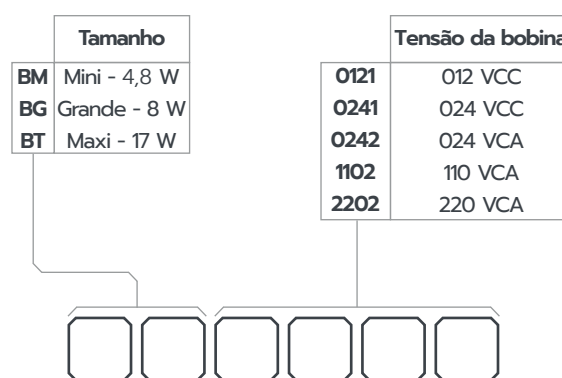 Tamanho
BM Mini - 4,8 W
BG Grande - 8 W
BT Maxi - 17 W
Tensão da bobina
0121 012 VCC
0241 024 VCC
0242 024 VCA
1102 110 VCA
2202 220 VCA